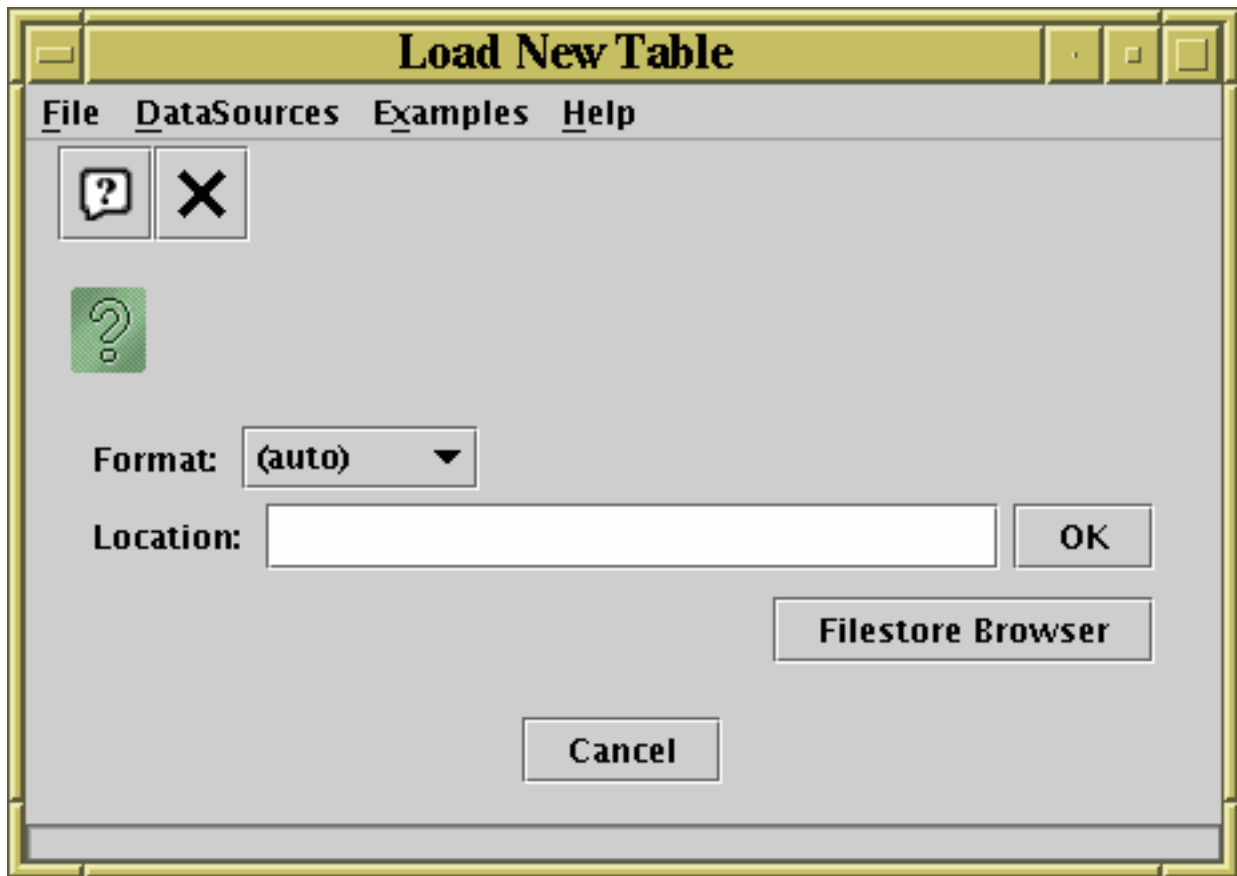 Load New Table
File DataSources Examples Help
?
?
Format: (auto)
Location: OK
Filestore Browser
Cancel